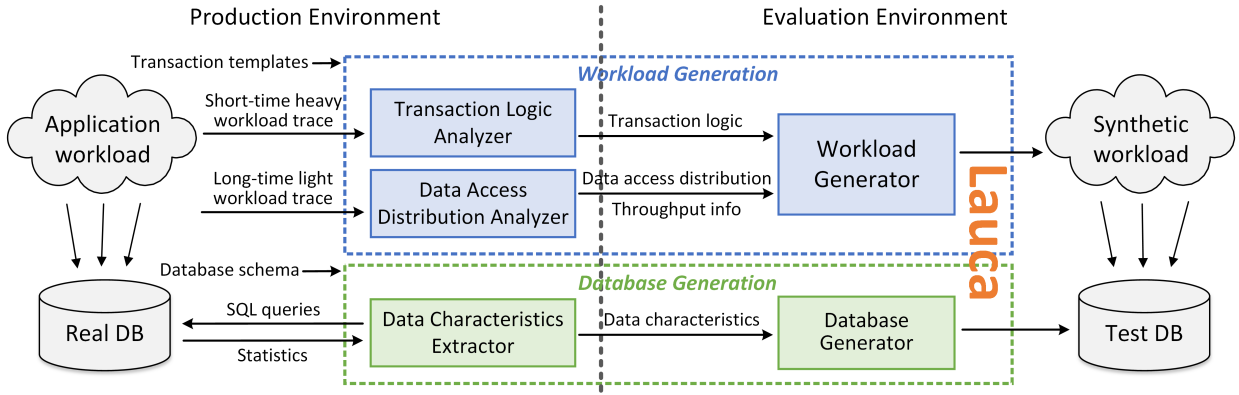 Production Environment
Evaluation Environment
Transaction templates
Workload Generation
Application
workload
Short-time heavy
workload trace
Transaction Logic
Analyzer
Transaction logic
Workload
Generator
Synthetic
workload
Long-time light
workload trace
Data Access
Distribution Analyzer
Data access distribution
Throughput info
Lauca
Database schema
Database Generation
Real DB
SQL queries
Statistics
Data Characteristics
Extractor
Data characteristics
Database
Generator
Test DB